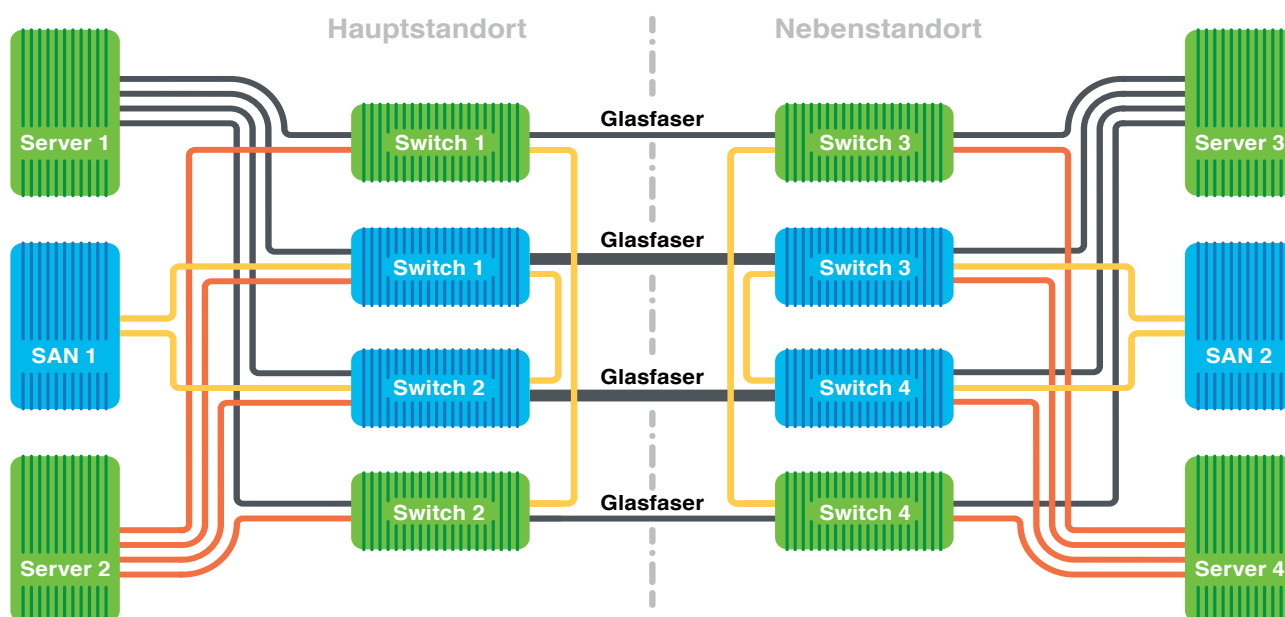 Hauptstandort
Nebenstandort
Server 1
Switch 1
Glasfaser
Switch 3
Server 3
Glasfaser
Switch 1
Switch 3
SAN 1
SAN 2
Glasfaser
Switch 2
Switch 4
Glasfaser
Switch 2
Switch 4
Server 2
Server 4